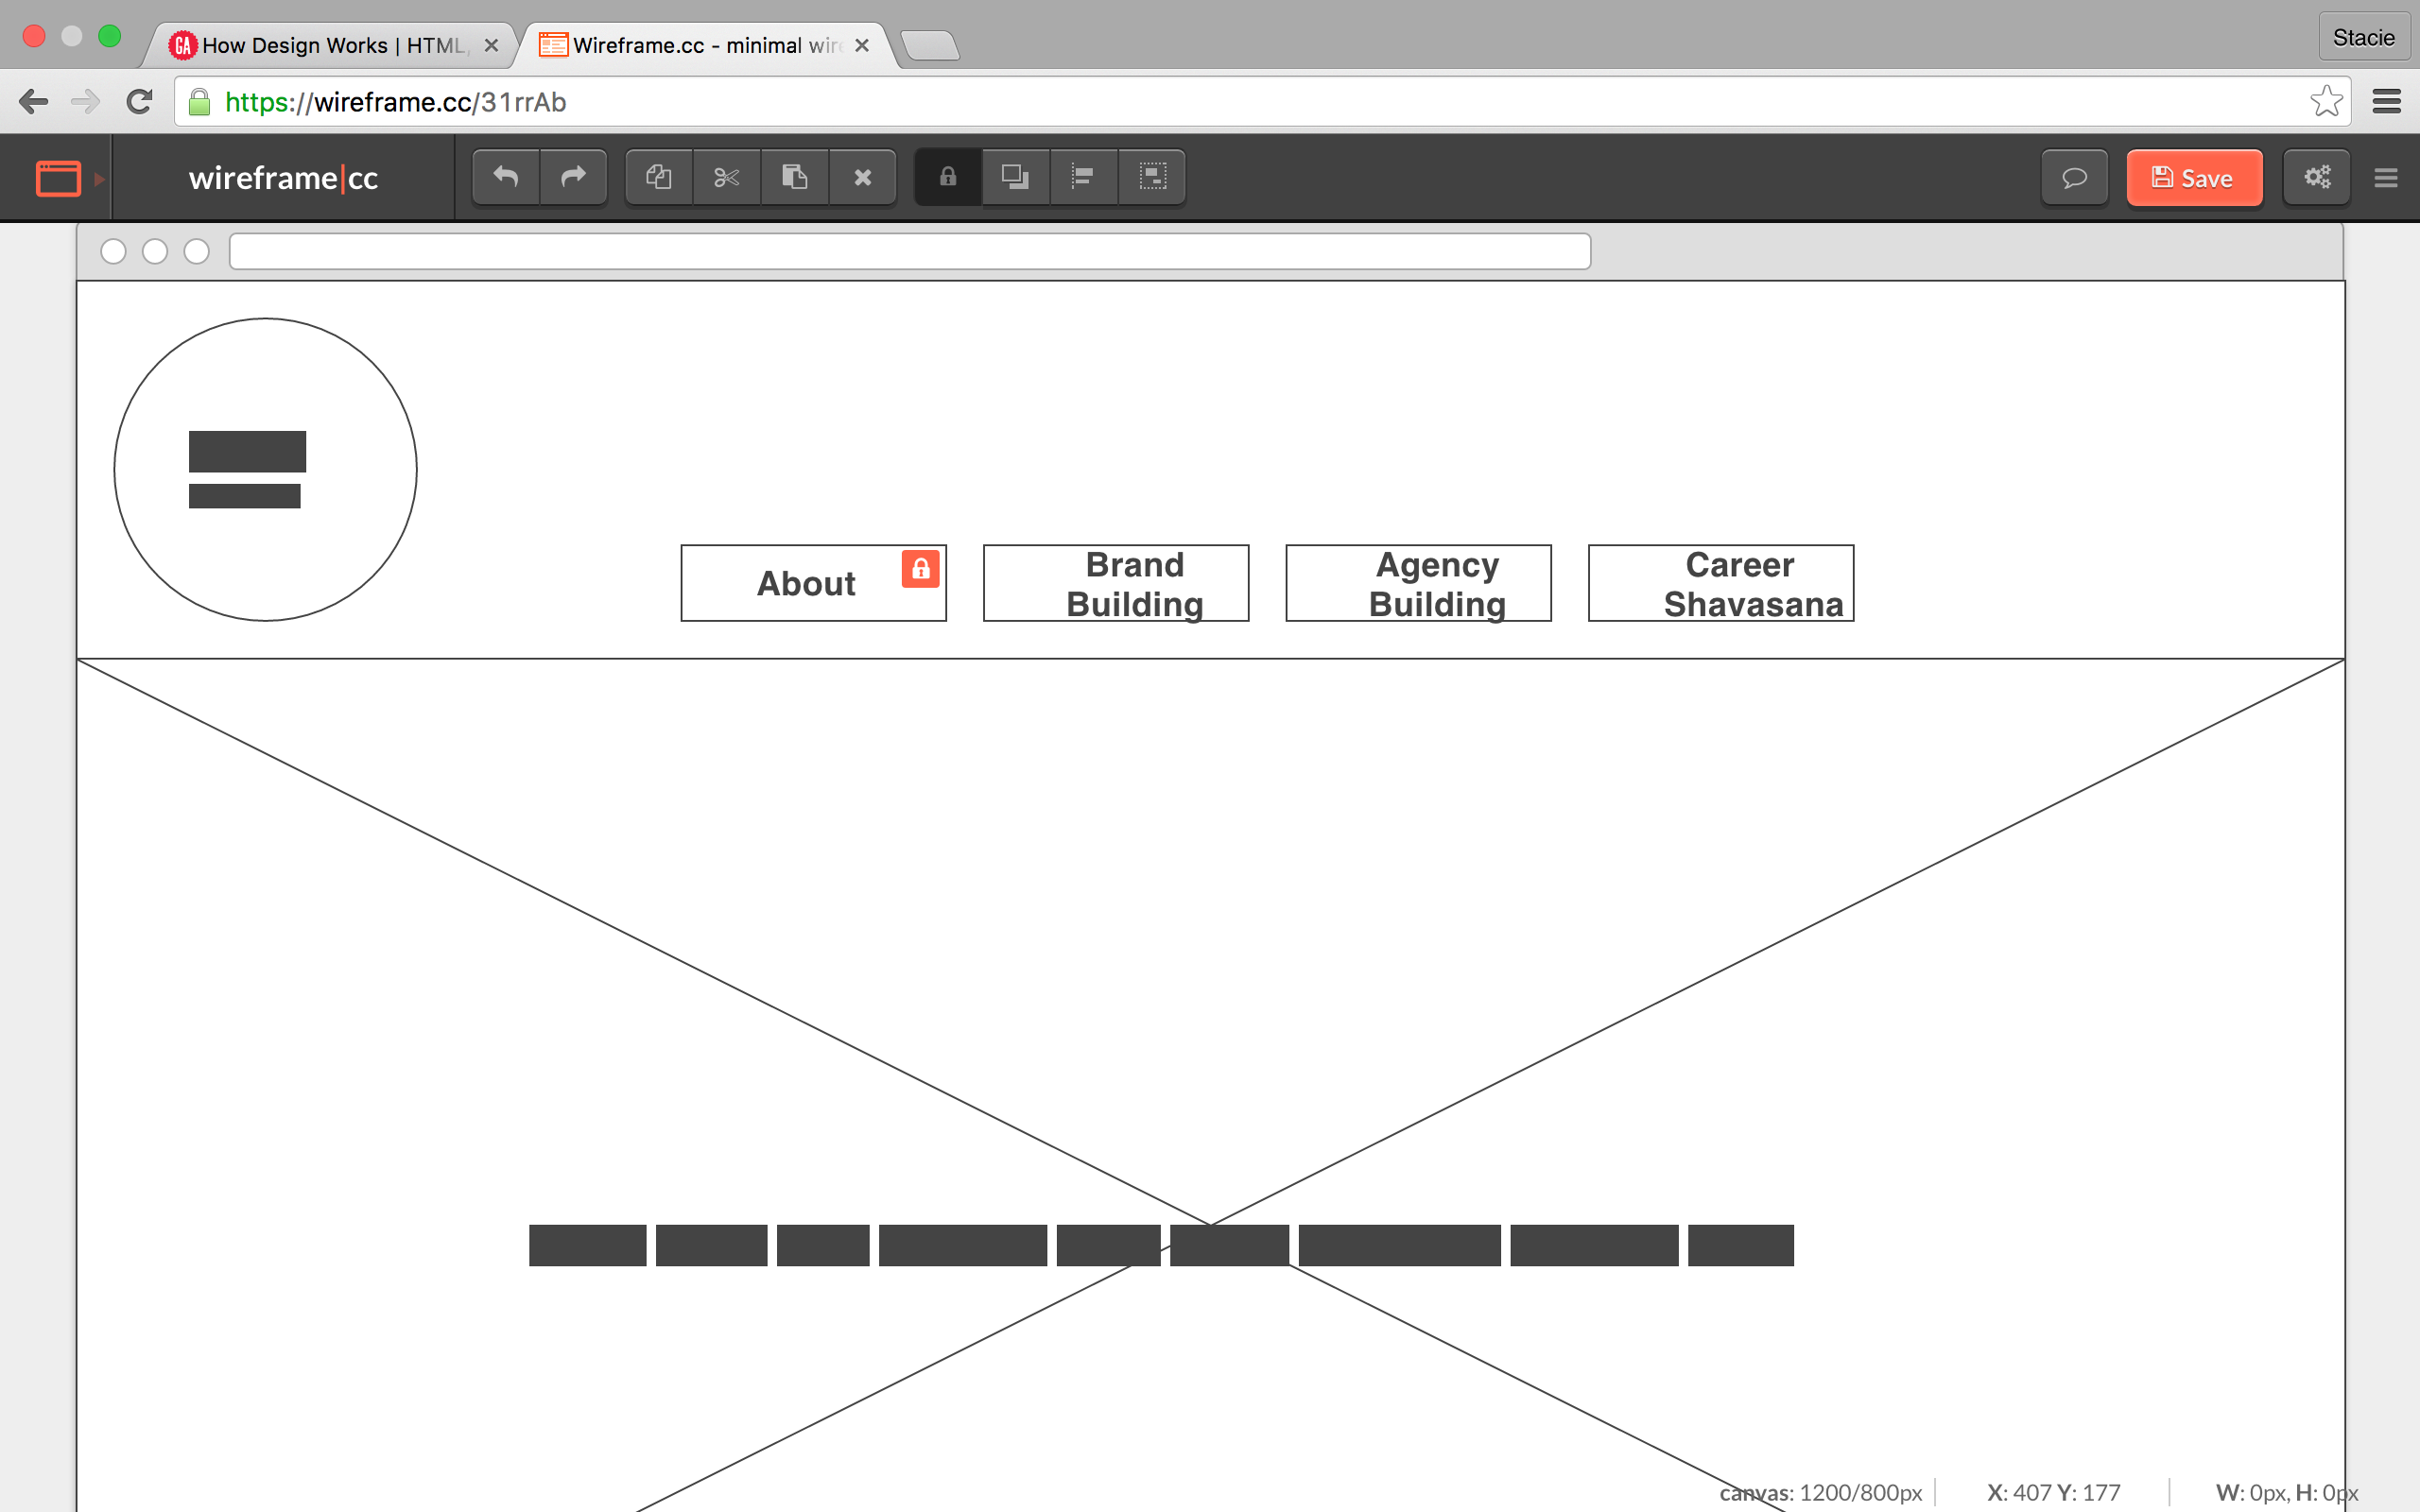 How Design Works | HTML,
Wireframe.cc - minimal wire
Stacie
https://wireframe.cc/31rrAb
wireframe|cc
Save
About
Brand
Building
Agency
Building
Career
Shavasana
canvas: 1200/800px
X: 407 Y: 177
W: 0px, H: 0px